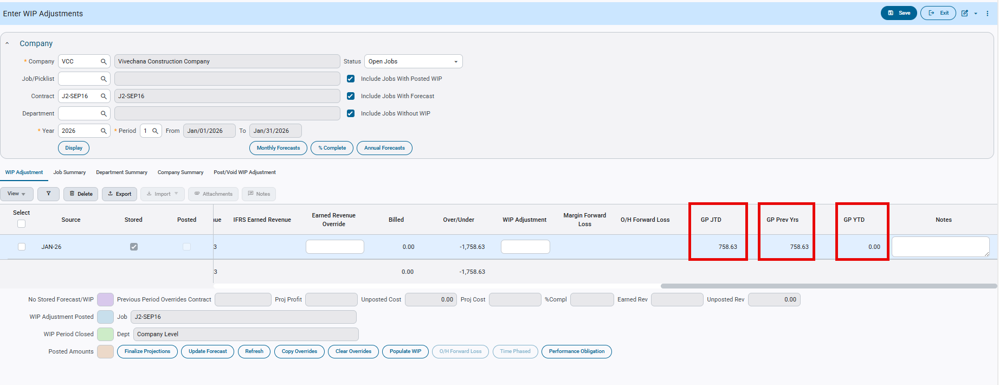 Enter WIP Adjustments Save Exit
Company
* Company VCC Vivechana Construction Company Status Open Jobs
Job/Picklist Include Jobs With Posted WIP
Contract J2-SEP16 J2-SEP16 Include Jobs With Forecast
Department Include Jobs Without WIP
* Year 2026 * Period 1 From Jan/01/2026 To Jan/31/2026
Display Monthly Forecasts % Complete Annual Forecasts
WIP Adjustment Job Summary Department Summary Company Summary Post/Void WIP Adjustment
View Delete Export Import Attachments Notes
Select Source Stored Posted IFRS Earned Revenue Earned Revenue Override Billed Over/Under WIP Adjustment Margin Forward Loss O/H Forward Loss GP JTD GP Prev Yrs GP YTD Notes
JAN-26 3 0.00 -1,758.63 758.63 758.63 0.00
3 0.00 -1,758.63
No Stored Forecast/WIP Previous Period Overrides Contract Proj Profit Unposted Cost 0.00 Proj Cost %Compl Earned Rev Unposted Rev 0.00
WIP Adjustment Posted Job J2-SEP16
WIP Period Closed Dept Company Level
Posted Amounts Finalize Projections Update Forecast Refresh Copy Overrides Clear Overrides Populate WIP O/H Forward Loss Time Phased Performance Obligation